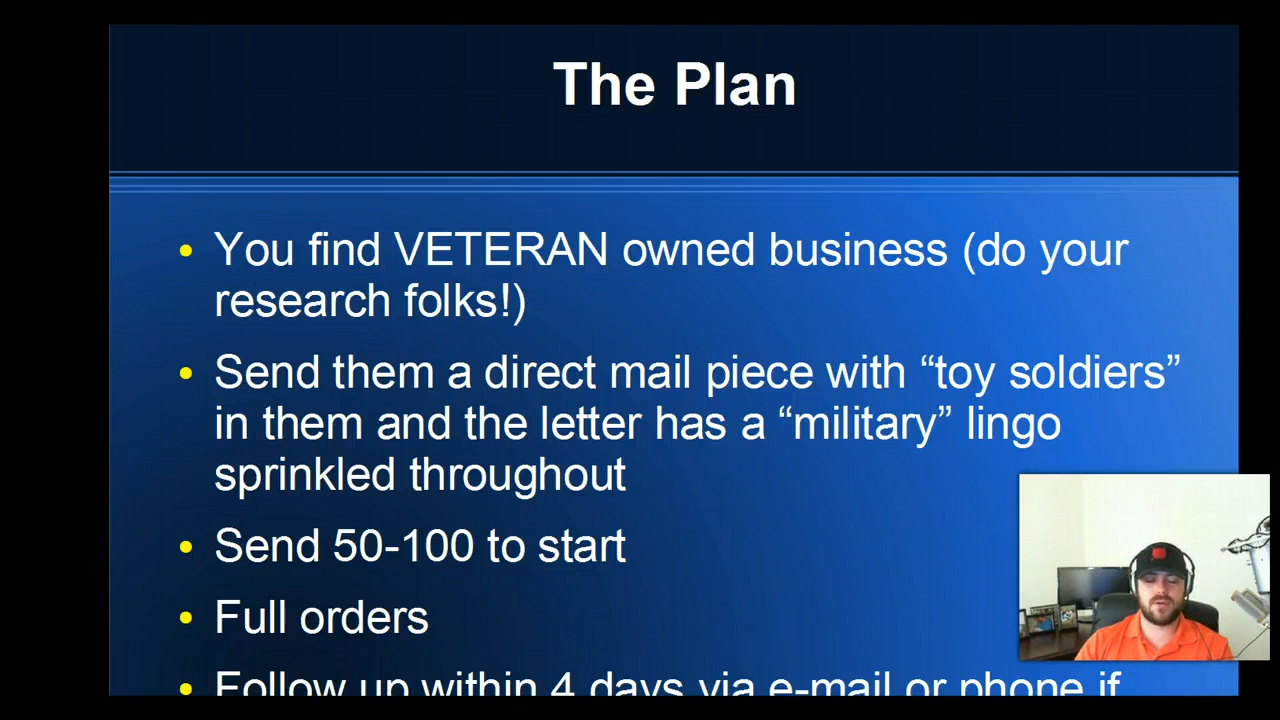 The Plan
• You find VETERAN owned business (do your
research folks!)
• Send them a direct mail piece with “toy soldiers”
in them and the letter has a “military” lingo
sprinkled throughout
• Send 50-100 to start
• Full orders
• Follow up within 4 days via e-mail or phone if